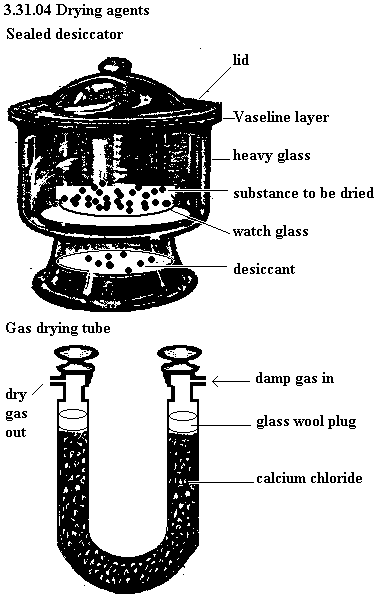 3.31.04 Drying agents
Sealed desiccator
lid
Vaseline layer
heavy glass
substance to be dried
watch glass
desiccant
Gas drying tube
damp gas in
dry
gas
out
glass wool plug
calcium chloride